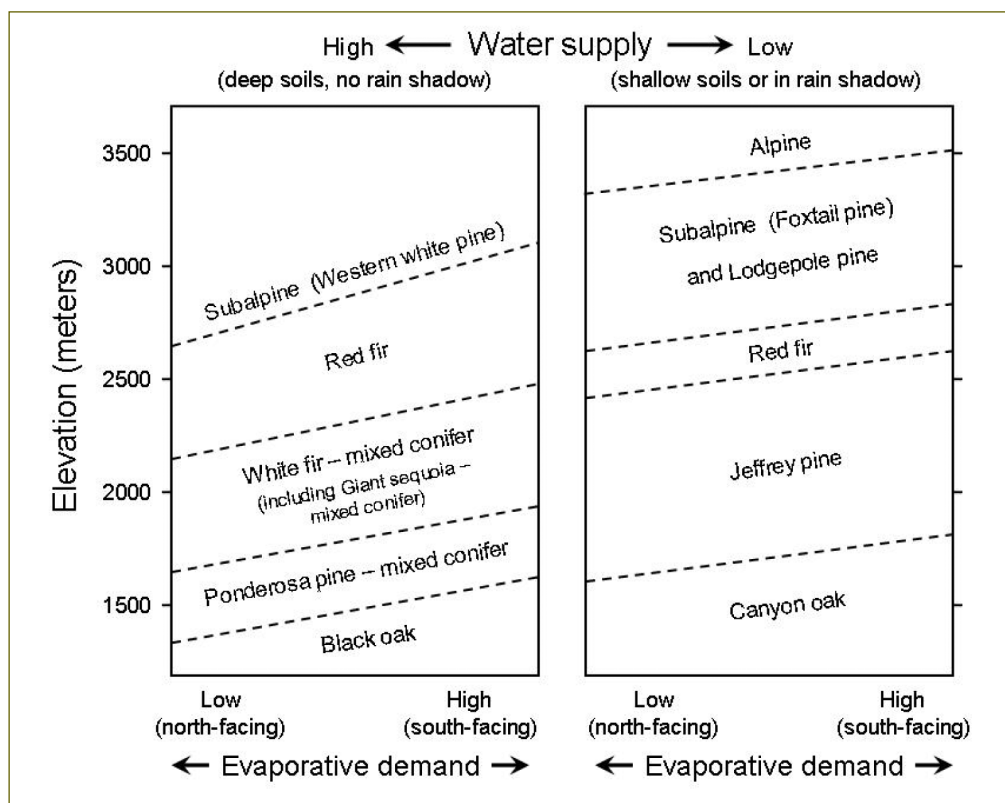 High Water supply Low
(deep soils, no rain shadow) (shallow soils or in rain shadow)
Elevation (meters)
3500
3000
2500
2000
1500
Subalpine (Western white pine)
Red fir
White fir – mixed conifer
(including Giant sequoia –
mixed conifer)
Ponderosa pine – mixed conifer
Black oak
Alpine
Subalpine (Foxtail pine)
and Lodgepole pine
Red fir
Jeffrey pine
Canyon oak
Low High
(north-facing) (south-facing)
Evaporative demand
Low High
(north-facing) (south-facing)
Evaporative demand